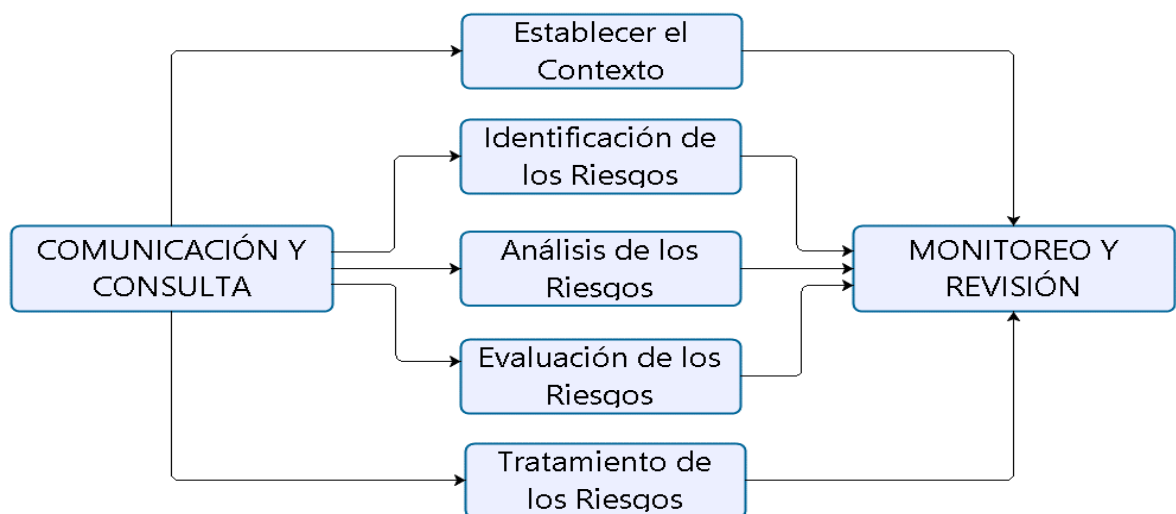 Establecer el
Contexto
Identificación de
los Riesgos
COMUNICACIÓN Y
CONSULTA
Análisis de los
Riesgos
MONITOREO Y
REVISIÓN
Evaluación de los
Riesgos
Tratamiento de
los Riesgos